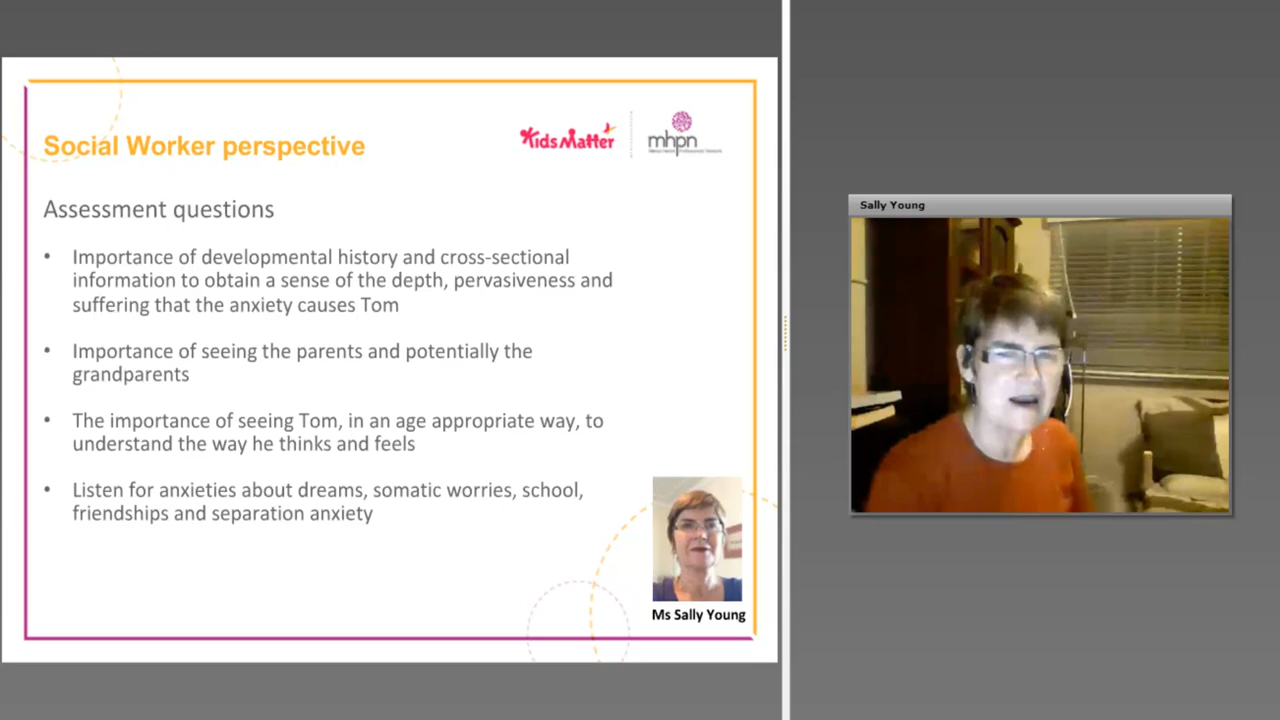 Social Worker perspective
KidsMatter
mhpn
Assessment questions
• Importance of developmental history and cross-sectional
information to obtain a sense of the depth, pervasiveness and
suffering that the anxiety causes Tom
• Importance of seeing the parents and potentially the
grandparents
• The importance of seeing Tom, in an age appropriate way, to
understand the way he thinks and feels
• Listen for anxieties about dreams, somatic worries, school,
friendships and separation anxiety
Ms Sally Young
Sally Young